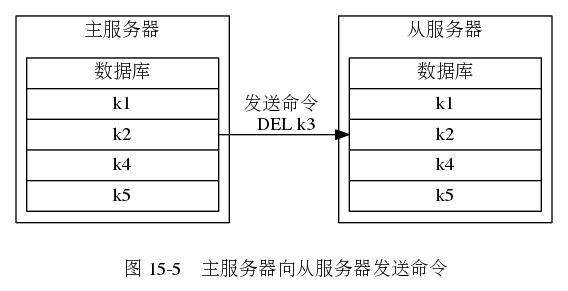 主服务器
数据库
k1
k2
k4
k5
发送命令
DEL k3
从服务器
数据库
k1
k2
k4
k5
图 15-5　主服务器向从服务器发送命令